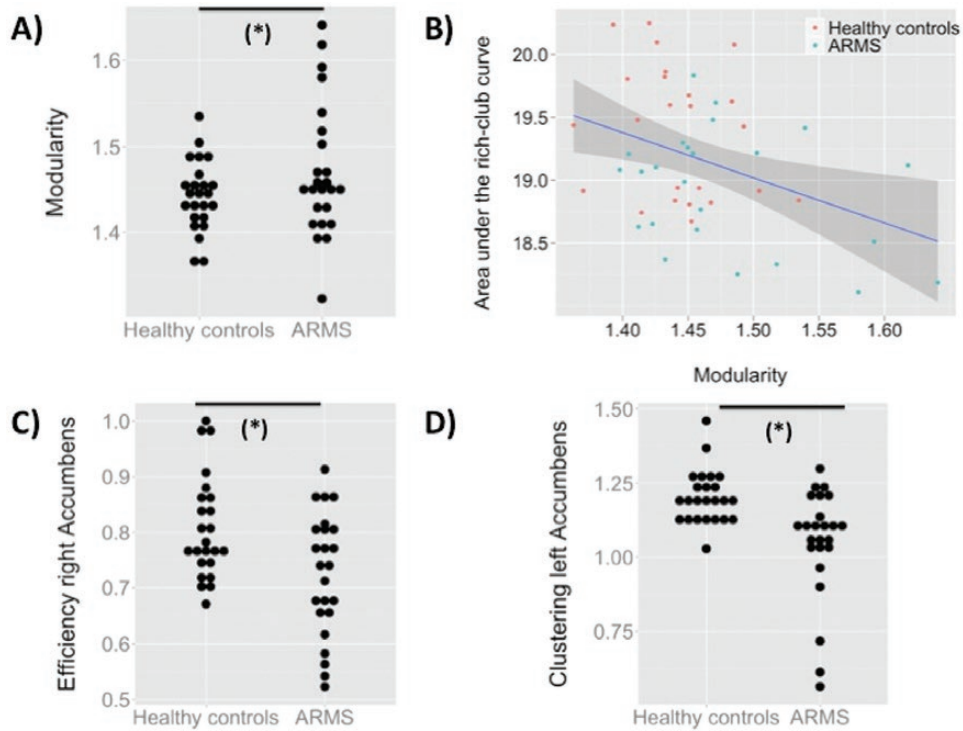 A)
(*)
Modularity
1.6
1.5
1.4
Healthy controls
ARMS
B)
Healthy controls
ARMS
Area under the rich-club curve
20.0
19.5
19.0
18.5
1.40
1.45
1.50
1.55
1.60
Modularity
C)
(*)
Efficiency right Accumbens
1.0
0.9
0.8
0.7
0.6
0.5
Healthy controls
ARMS
D)
(*)
Clustering left Accumbens
1.50
1.25
1.00
0.75
Healthy controls
ARMS